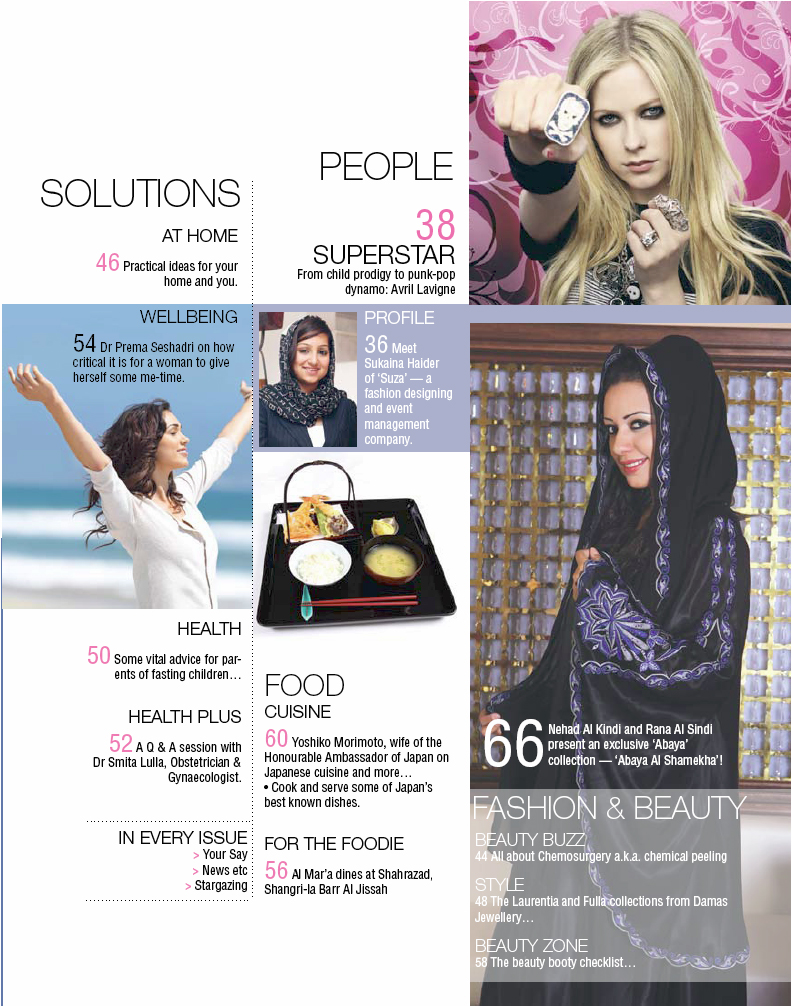 SOLUTIONS
AT HOME
46 Practical ideas for your
home and you.
WELLBEING
54 Dr Prema Seshadri on how
critical it is for a woman to give
herself some me-time.
HEALTH
50 Some vital advice for par-
ents of fasting children…
HEALTH PLUS
52 A Q & A session with
Dr Smita Lulla, Obstetrician &
Gynaecologist.
IN EVERY ISSUE
> Your Say
> News etc
> Stargazing
PEOPLE
38
SUPERSTAR
From child prodigy to punk-pop
dynamo: Avril Lavigne
PROFILE
36 Meet
Sukaina Haider
of ‘Suza’ — a
fashion designing
and event
management
company.
FOOD
CUISINE
60 Yoshiko Morimoto, wife of the
Honourable Ambassador of Japan on
Japanese cuisine and more…
• Cook and serve some of Japan’s
best known dishes.
FOR THE FOODIE
56 Al Mar’a dines at Shahrazad,
Shangri-la Barr Al Jissah
66 Nehad Al Kindi and Rana Al Sindi
present an exclusive ‘Abaya’
collection — ‘Abaya Al Shamekha’!
FASHION & BEAUTY
BEAUTY BUZZ
44 All about Chemosurgery a.k.a. chemical peeling
STYLE
48 The Laurentia and Fulla collections from Damas
Jewellery…
BEAUTY ZONE
58 The beauty booty checklist…